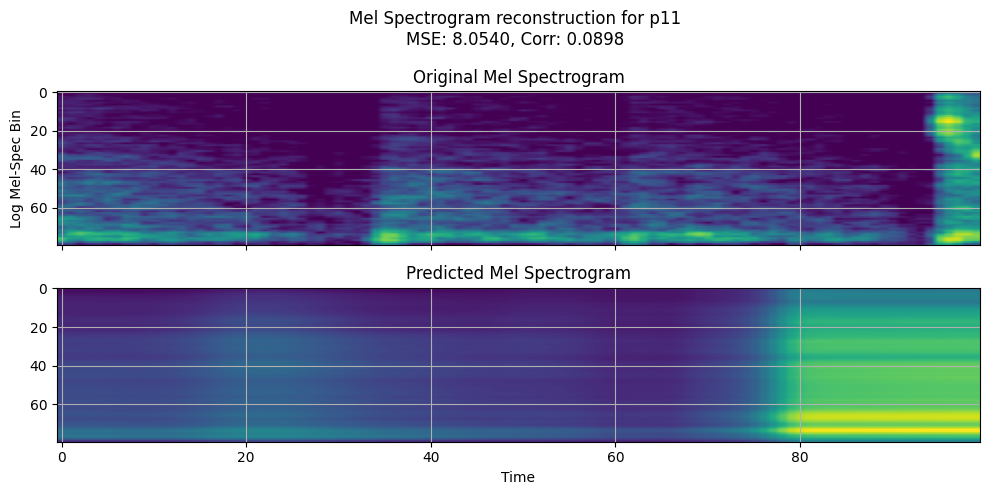 Mel Spectrogram reconstruction for p11
MSE: 8.0540, Corr: 0.0898
Original Mel Spectrogram
Log Mel-Spec Bin
0
20
40
60
Predicted Mel Spectrogram
0
20
40
60
0 20 40 60 80
Time